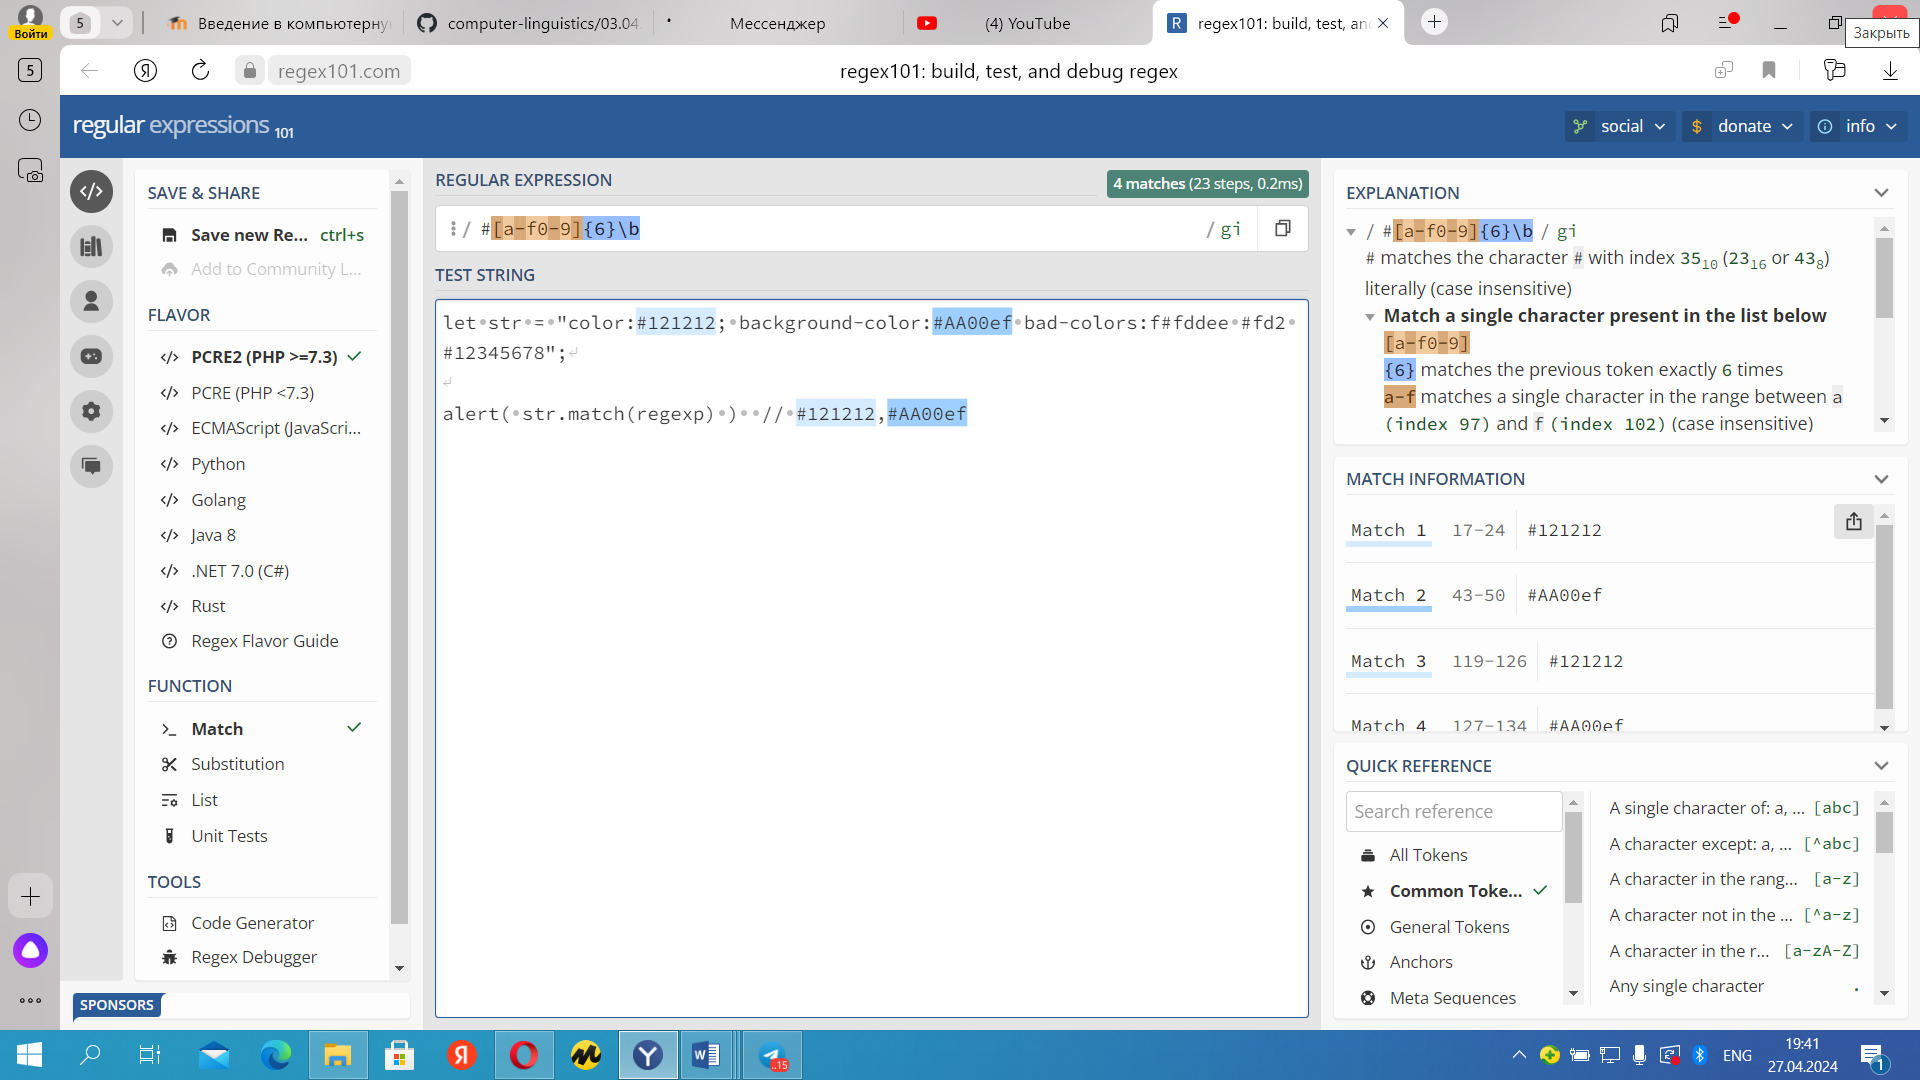 Войти
5
Введение в компьютерну
computer-linguistics/03.04.
Мессенджер
(4) YouTube
regex101: build, test, an
Закрыть
5
regex101.com
regex101: build, test, and debug regex
regular expressions 101
social
donate
info
SAVE & SHARE
Save new Re... ctrl+s
Add to Community L...
FLAVOR
</> PCRE2 (PHP >=7.3)
</> PCRE (PHP <7.3)
</> ECMAScript (JavaScri...
</> Python
</> Golang
</> Java 8
</> .NET 7.0 (C#)
</> Rust
Regex Flavor Guide
FUNCTION
Match
Substitution
List
Unit Tests
TOOLS
Code Generator
Regex Debugger
SPONSORS
REGULAR EXPRESSION
4 matches (23 steps, 0.2ms)
/ #[a-f0-9]{6}\b / gi
TEST STRING
let•str•=•"color:#121212;•background-color:#AA00ef•bad-colors:f#fddee•#fd2•
#12345678";↵
↵
alert(•str.match(regexp)•)••//•#121212,#AA00ef
EXPLANATION
/ #[a-f0-9]{6}\b / gi
# matches the character # with index 35₁₀ (23₁₆ or 43₈)
literally (case insensitive)
Match a single character present in the list below
[a-f0-9]
{6} matches the previous token exactly 6 times
a-f matches a single character in the range between a
(index 97) and f (index 102) (case insensitive)
MATCH INFORMATION
Match 1 17-24 #121212
Match 2 43-50 #AA00ef
Match 3 119-126 #121212
Match 4 127-134 #AA00ef
QUICK REFERENCE
Search reference
All Tokens
Common Toke...
General Tokens
Anchors
Meta Sequences
A single character of: a, ... [abc]
A character except: a, ... [^abc]
A character in the rang... [a-z]
A character not in the ... [^a-z]
A character in the r... [a-zA-Z]
Any single character .
15
ENG
19:41
27.04.2024
1